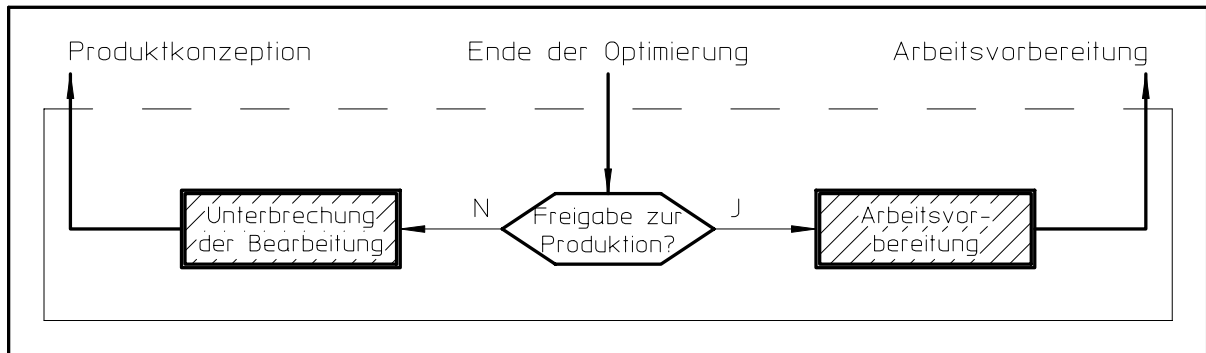 Produktkonzeption
Ende der Optimierung
Arbeitsvorbereitung
Unterbrechung
der Bearbeitung
N
Freigabe zur
Produktion?
J
Arbeitsvor-
bereitung